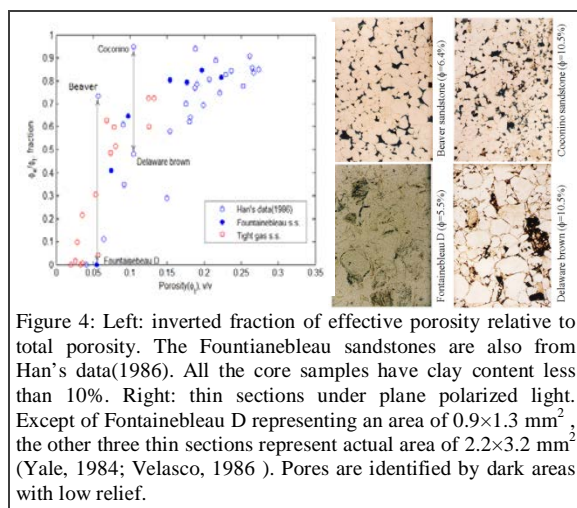 1
0.9
0.8
0.7
0.6
0.5
0.4
0.3
0.2
0.1
0
ϕe/ϕt, fraction
Coconino
Beaver
Delaware brown
Han's data(1986)
Fountainebleau s.s.
Tight gas s.s.
Fountainebleau D
0 0.05 0.1 0.15 0.2 0.25 0.3 0.35
Porosity(ϕt), v/v
Beaver sandstone (ϕ=6.4%)
Coconino sandstone (ϕ=10.5%)
Fontainebleau D (ϕ=5.5%)
Delaware brown (ϕ=10.5%)
Figure 4: Left: inverted fraction of effective porosity relative to
total porosity. The Fountianebleau sandstones are also from
Han's data(1986). All the core samples have clay content less
than 10%. Right: thin sections under plane polarized light.
Except of Fontainebleau D representing an area of 0.9×1.3 mm² ,
the other three thin sections represent actual area of 2.2×3.2 mm²
(Yale, 1984; Velasco, 1986 ). Pores are identified by dark areas
with low relief.